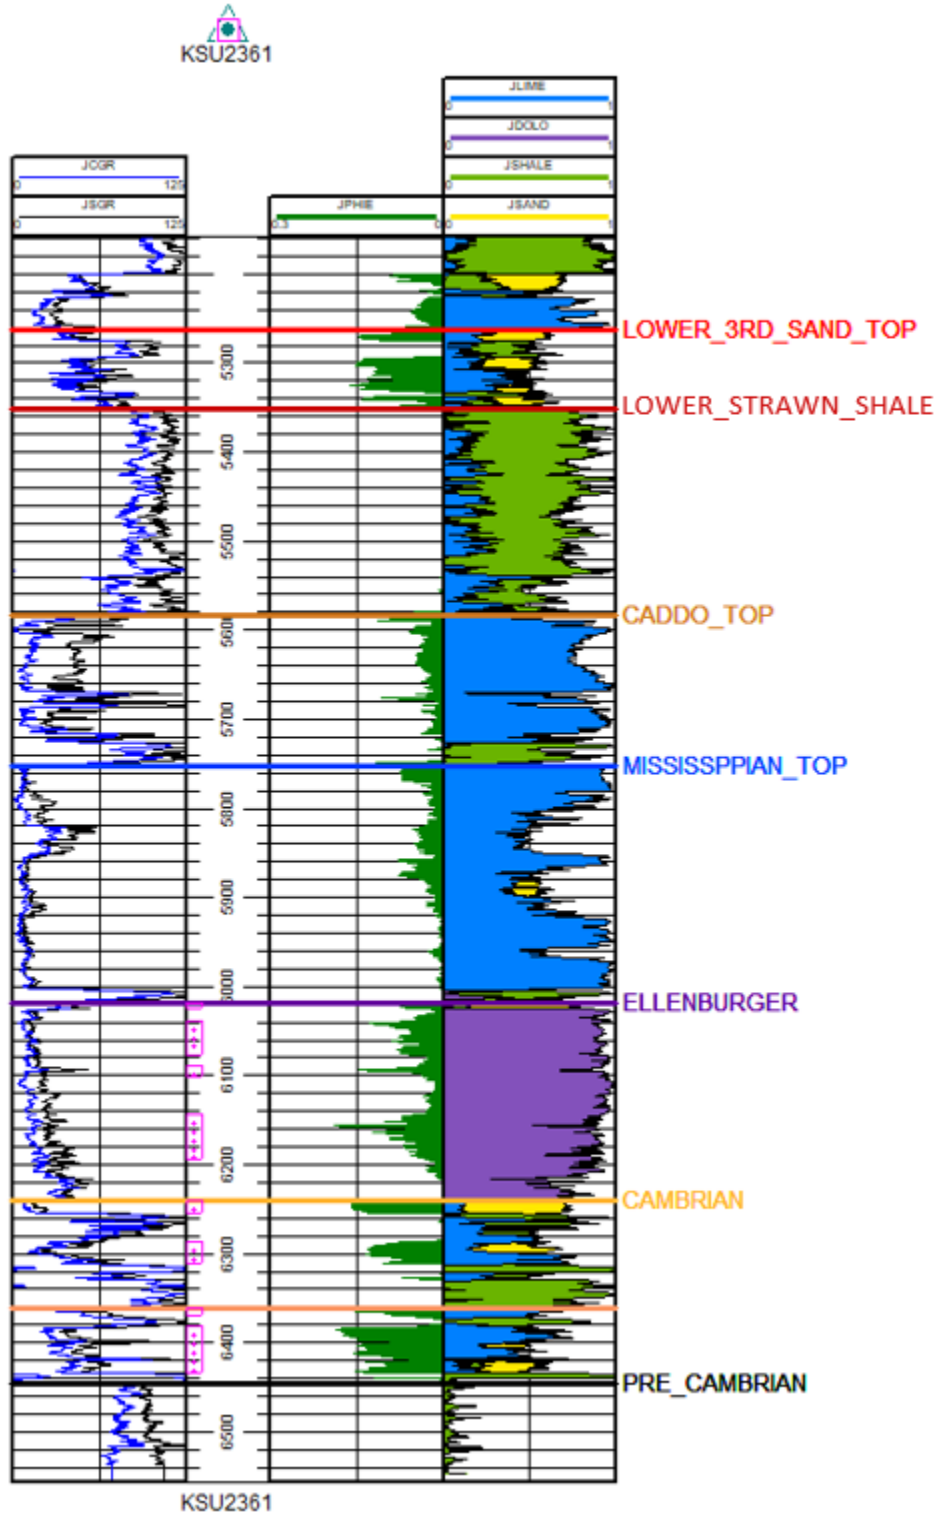 KSU2361
JLIME
0 1
JDOLO
0 1
JCGR
0 125
JSHALE
0 1
JSGR
0 125
JPHIE
0.3 0
JSAND
0 1
LOWER_3RD_SAND_TOP
5300
LOWER_STRAWN_SHALE
5400
5500
CADDO_TOP
5600
5700
MISSISSPPIAN_TOP
5800
5900
6000
ELLENBURGER
6100
6200
CAMBRIAN
6300
6400
PRE_CAMBRIAN
6500
KSU2361